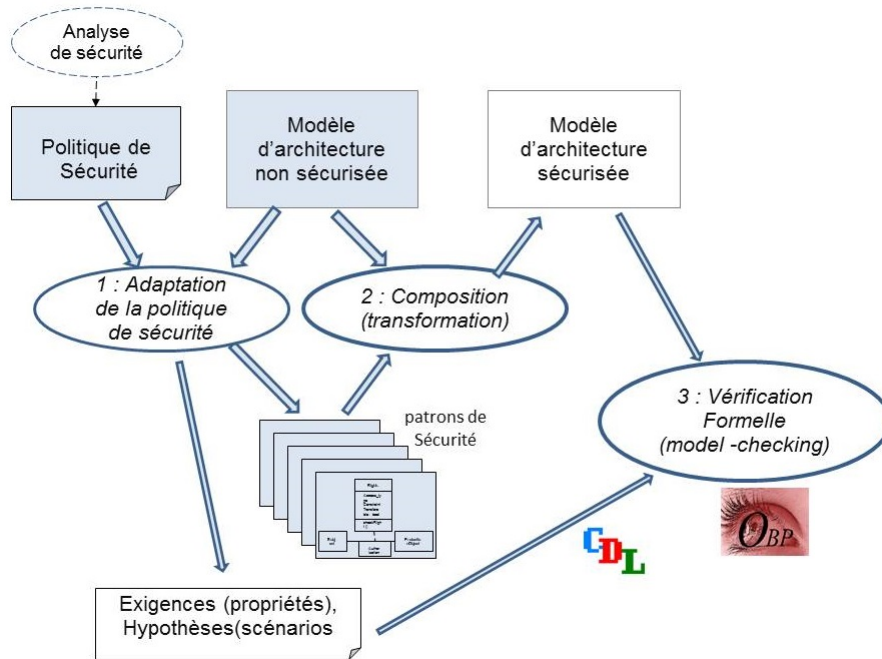 Analyse
de sécurité
Politique de
Sécurité
Modèle
d'architecture
non sécurisée
Modèle
d'architecture
sécurisée
1 : Adaptation
de la politique
de sécurité
2 : Composition
(transformation)
3 : Vérification
Formelle
(model -checking)
patrons de
Sécurité
CDL
OBP
Exigences (propriétés),
Hypothèses(scénarios